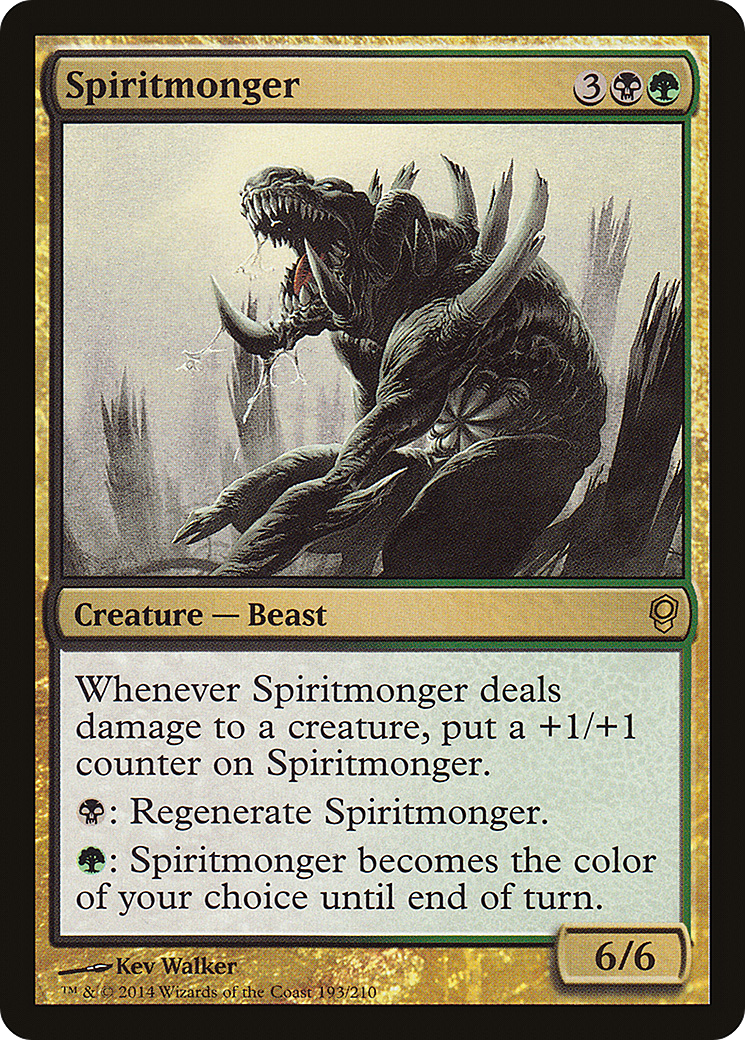 Spiritmonger 3
Creature — Beast
Whenever Spiritmonger deals
damage to a creature, put a +1/+1
counter on Spiritmonger.
: Regenerate Spiritmonger.
: Spiritmonger becomes the color
of your choice until end of turn.
6/6
Kev Walker
™ & © 2014 Wizards of the Coast 193/210